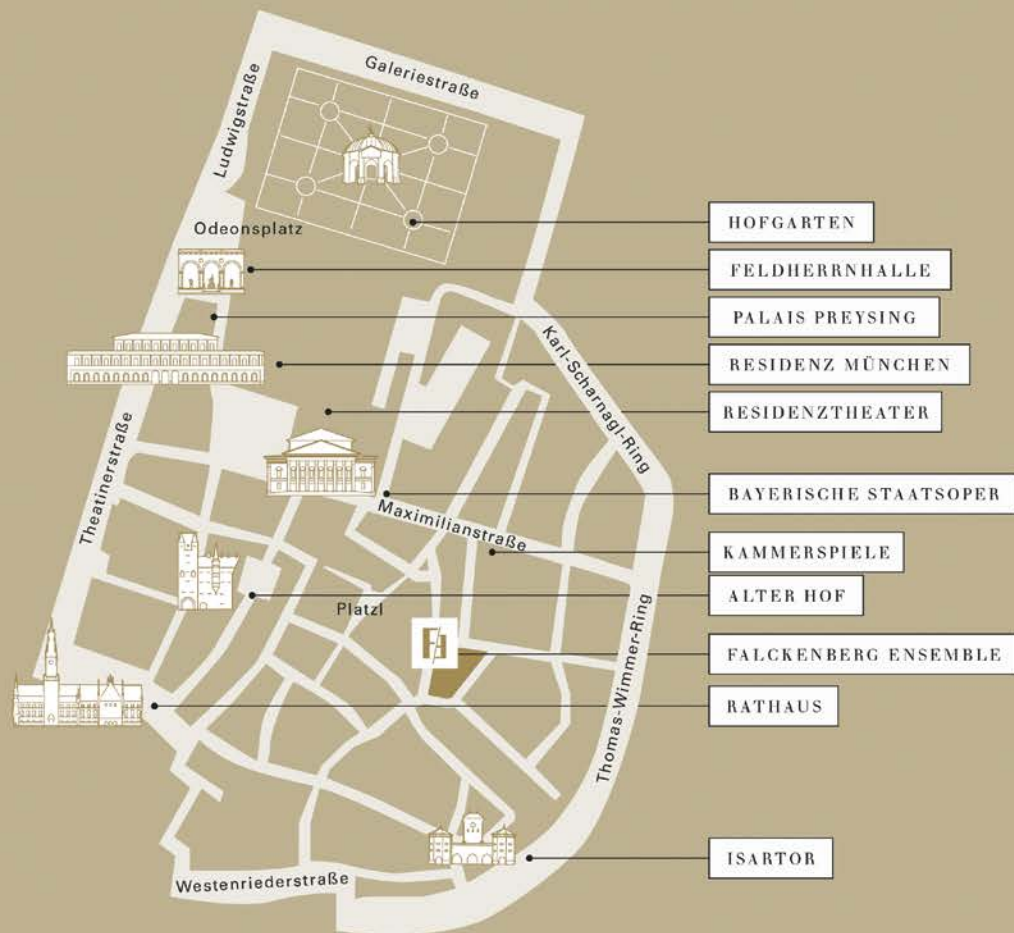 Galeriestraße
Ludwigstraße
HOFGARTEN
Odeonsplatz
FELDHERRNHALLE
PALAIS PREYSING
Karl-Scharnagl-Ring
RESIDENZ MÜNCHEN
RESIDENZTHEATER
Theatinerstraße
BAYERISCHE STAATSOPER
Maximilianstraße
KAMMERSPIELE
ALTER HOF
Platzl
FALCKENBERG ENSEMBLE
Thomas-Wimmer-Ring
RATHAUS
ISARTOR
Westenriederstraße